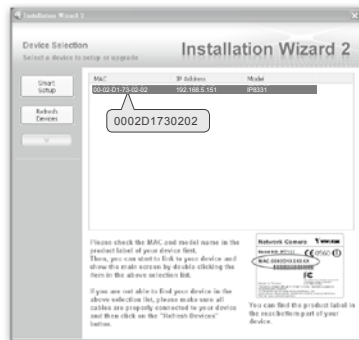 Installation Wizard 2
Device Selection
Select a device to setup or upgrade
Installation Wizard 2
Smart
Setup
Refresh
Devices
MAC IP Address Model
00-02-D1-73-02-02 192.168.5.151 IP8331
0002D1730202
Please check the MAC and model name in the
product label of your device first.
Then, you can start to link to your device and
show the main screen by double clicking the
item in the above selection list.
If you are not able to find your device in the
above selection list, please make sure all
cables are properly connected to your device
and then click on the "Refresh Devices"
button.
Network Camera VIVOTEK
CE 0560
FC
You can find the product label in
the rear/bottom part of your
device.